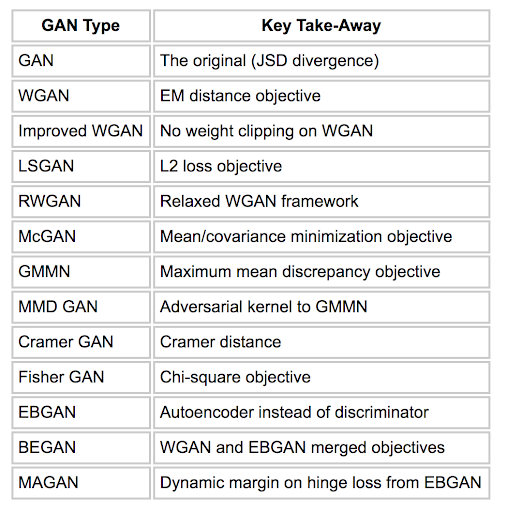 GAN Type Key Take-Away
GAN The original (JSD divergence)
WGAN EM distance objective
Improved WGAN No weight clipping on WGAN
LSGAN L2 loss objective
RWGAN Relaxed WGAN framework
McGAN Mean/covariance minimization objective
GMMN Maximum mean discrepancy objective
MMD GAN Adversarial kernel to GMMN
Cramer GAN Cramer distance
Fisher GAN Chi-square objective
EBGAN Autoencoder instead of discriminator
BEGAN WGAN and EBGAN merged objectives
MAGAN Dynamic margin on hinge loss from EBGAN